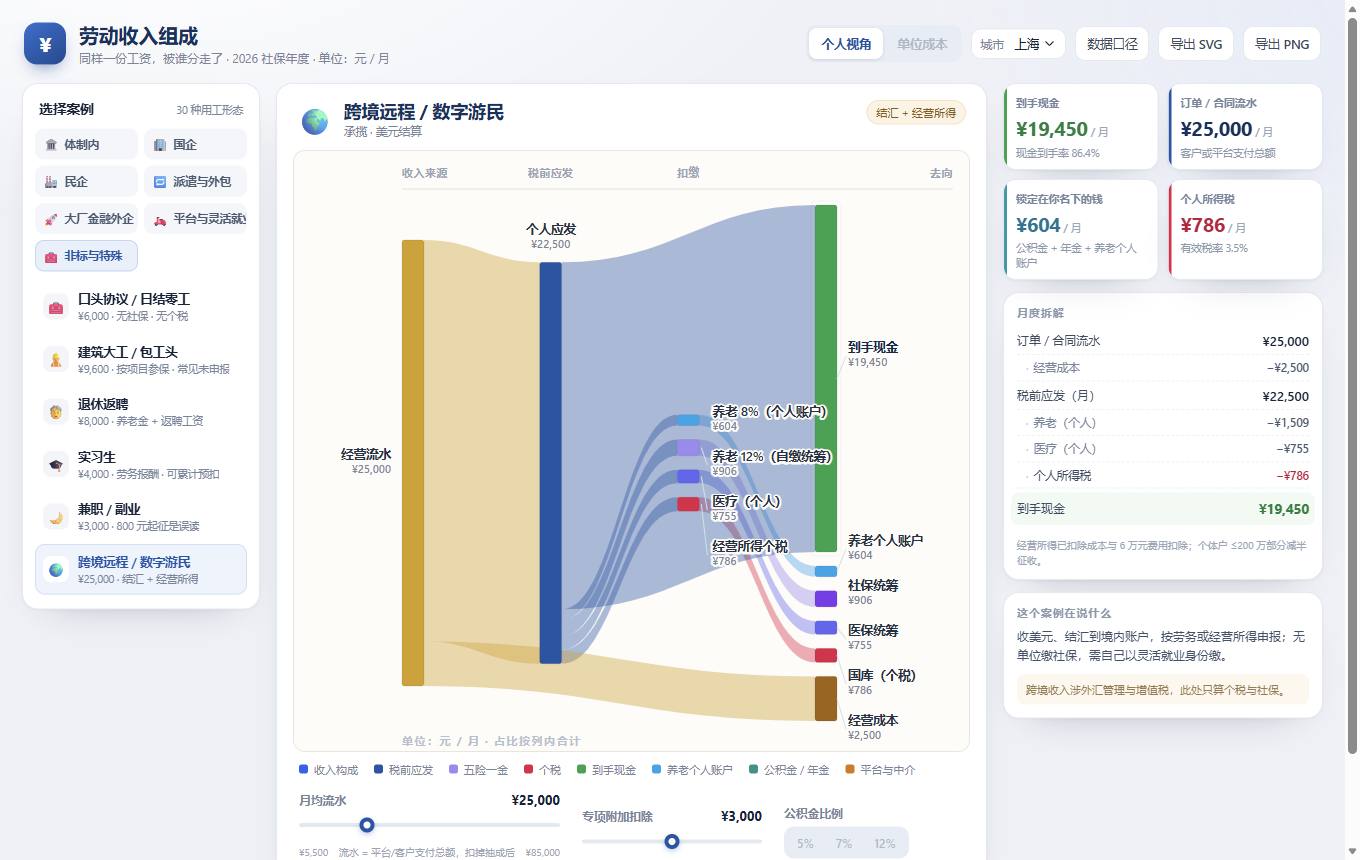 ¥
劳动收入组成
同样一份工资，被谁分走了 · 2026 社保年度 · 单位：元 / 月
个人视角
单位成本
城市 上海
数据口径
导出 SVG
导出 PNG
选择案例
30 种用工形态
体制内
国企
民企
派遣与外包
大厂金融外企
平台与灵活就业
非标与特殊
口头协议 / 日结零工
¥6,000 · 无社保 · 无个税
建筑大工 / 包工头
¥9,600 · 按项目参保 · 常见未申报
退休返聘
¥8,000 · 养老金 + 返聘工资
实习生
¥4,000 · 劳务报酬 · 可累计预扣
兼职 / 副业
¥3,000 · 800 元起征是误读
跨境远程 / 数字游民
¥25,000 · 结汇 + 经营所得
跨境远程 / 数字游民
承揽 · 美元结算
结汇 + 经营所得
收入来源
税前应发
扣缴
去向
个人应发
¥22,500
经营流水
¥25,000
到手现金
¥19,450
养老 8%（个人账户）
¥604
养老 12%（自缴统筹）
¥906
医疗（个人）
¥755
经营所得个税
¥786
养老个人账户
¥604
社保统筹
¥906
医保统筹
¥755
国库（个税）
¥786
经营成本
¥2,500
单位：元 / 月 · 占比按列内合计
收入构成
税前应发
五险一金
个税
到手现金
养老个人账户
公积金 / 年金
平台与中介
月均流水
¥25,000
¥5,500
流水 = 平台/客户支付总额，扣掉抽成后
¥85,000
专项附加扣除
¥3,000
公积金比例
5%
7%
12%
到手现金
¥19,450 / 月
现金到手率 86.4%
订单 / 合同流水
¥25,000 / 月
客户或平台支付总额
锁定在你名下的钱
¥604 / 月
公积金 + 年金 + 养老个人
账户
个人所得税
¥786 / 月
有效税率 3.5%
月度拆解
订单 / 合同流水
¥25,000
· 经营成本
−¥2,500
税前应发（月）
¥22,500
· 养老（个人）
−¥1,509
· 医疗（个人）
−¥755
· 个人所得税
−¥786
到手现金
¥19,450
经营所得已扣除成本与 6 万元费用扣除；个体户 ≤200 万部分减半
征收。
这个案例在说什么
收美元、结汇到境内账户，按劳务或经营所得申报；无
单位缴社保，需自己以灵活就业身份缴。
跨境收入涉外汇管理与增值税，此处只算个税与社保。